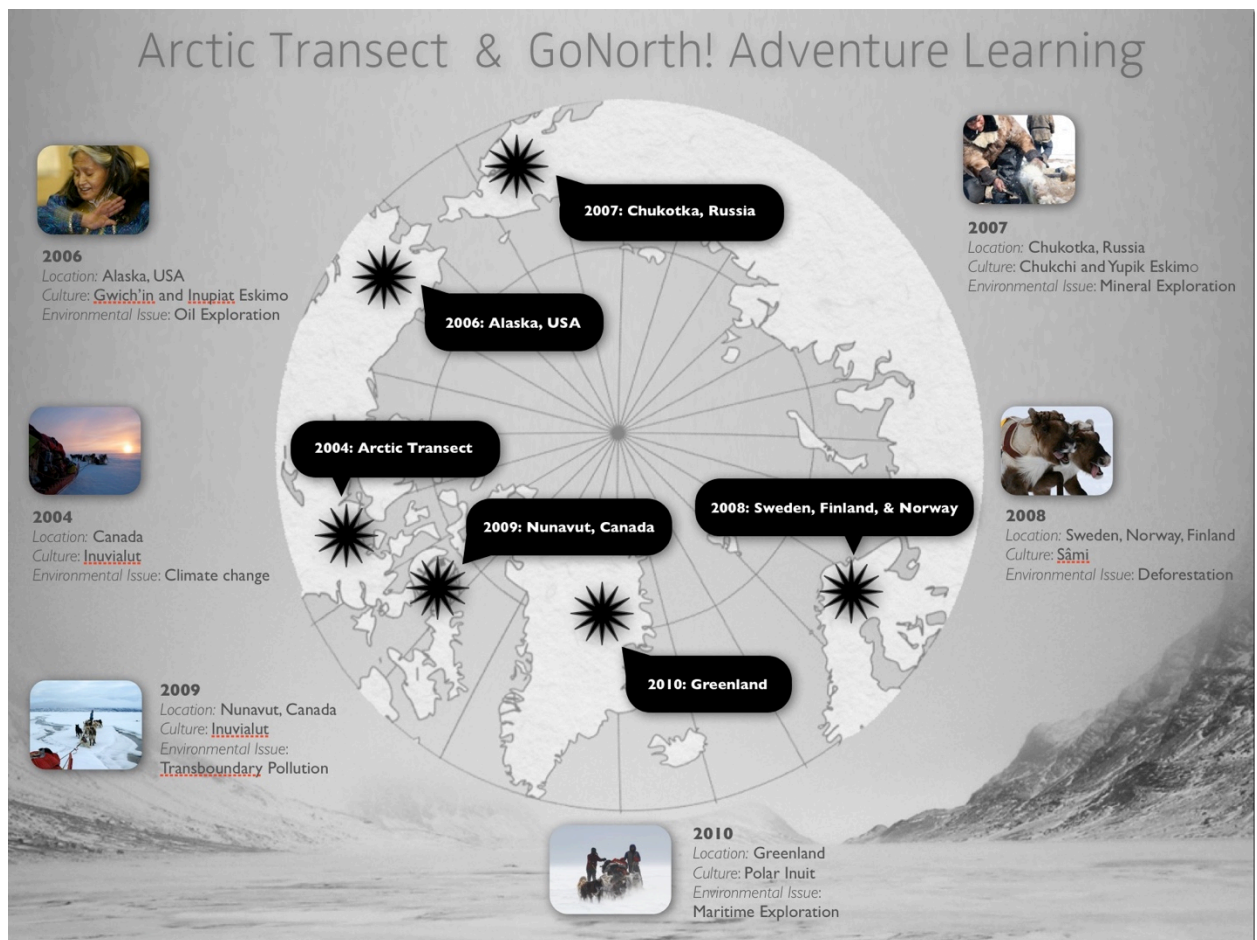 Arctic Transect & GoNorth! Adventure Learning
2007: Chukotka, Russia
2006: Alaska, USA
2004: Arctic Transect
2009: Nunavut, Canada
2008: Sweden, Finland, & Norway
2010: Greenland
2006
Location: Alaska, USA
Culture: Gwich'in and Inupiat Eskimo
Environmental Issue: Oil Exploration
2004
Location: Canada
Culture: Inuvialut
Environmental Issue: Climate change
2009
Location: Nunavut, Canada
Culture: Inuvialut
Environmental Issue:
Transboundary Pollution
2007
Location: Chukotka, Russia
Culture: Chukchi and Yupik Eskimo
Environmental Issue: Mineral Exploration
2008
Location: Sweden, Norway, Finland
Culture: Sâmi
Environmental Issue: Deforestation
2010
Location: Greenland
Culture: Polar Inuit
Environmental Issue:
Maritime Exploration